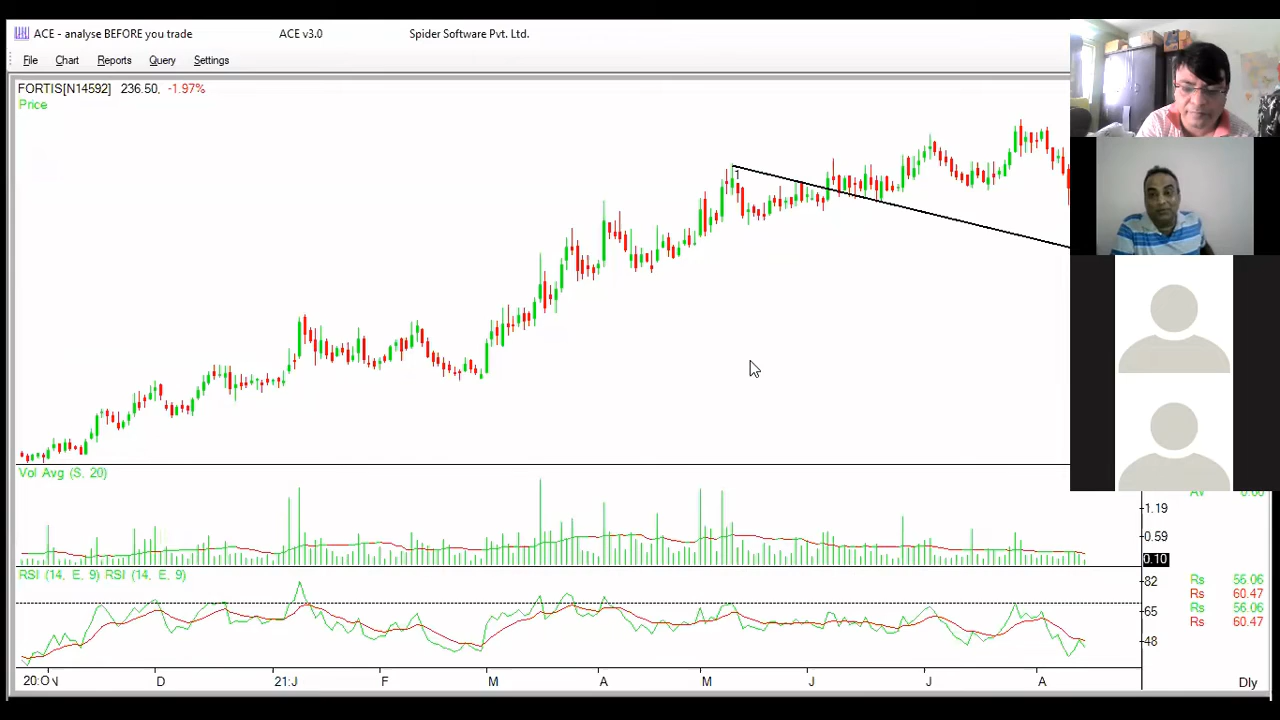 ACE - analyse BEFORE you trade ACE v3.0 Spider Software Pvt. Ltd.
File Chart Reports Query Settings
FORTIS[N14592] 236.50, -1.97%
Price
1
Vol Avg (S, 20)
1.19
0.59
0.10
RSI (14, E, 9) RSI (14, E, 9)
82
65
48
Rs 56.06
Rs 60.47
Rs 56.06
Rs 60.47
D 21:J F M A M J J A Dly